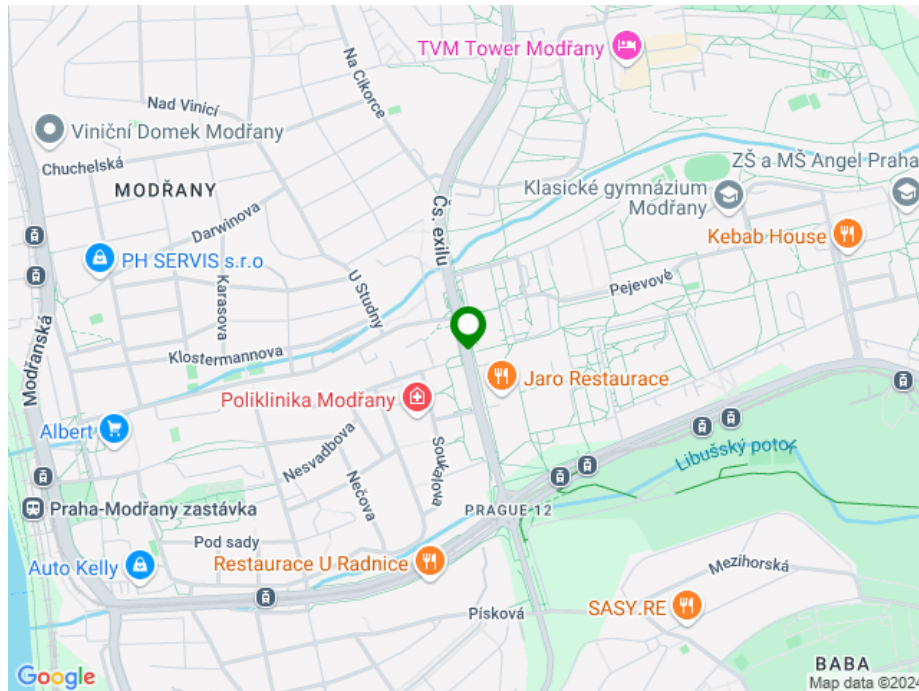 TVM Tower Modřany
Na Cikorce
Nad Vinicí
Viniční Domek Modřany
Chuchelská
ZŠ a MŠ Angel Praha
MODŘANY
Klasické gymnázium
Modřany
Čs. exilu
Darwinova
Kebab House
PH SERVIS s.r.o
Karasova
U Studny
Pejevové
Klostermannova
Modřanská
Jaro Restaurace
Poliklinika Modřany
Albert
Nesvadbova
Soukalova
Libušský potok
Nečova
Praha-Modřany zastávka
PRAGUE 12
Pod sady
Restaurace U Radnice
Auto Kelly
Mezihorská
Písková
SASY.RE
BABA
Google
Map data ©2024